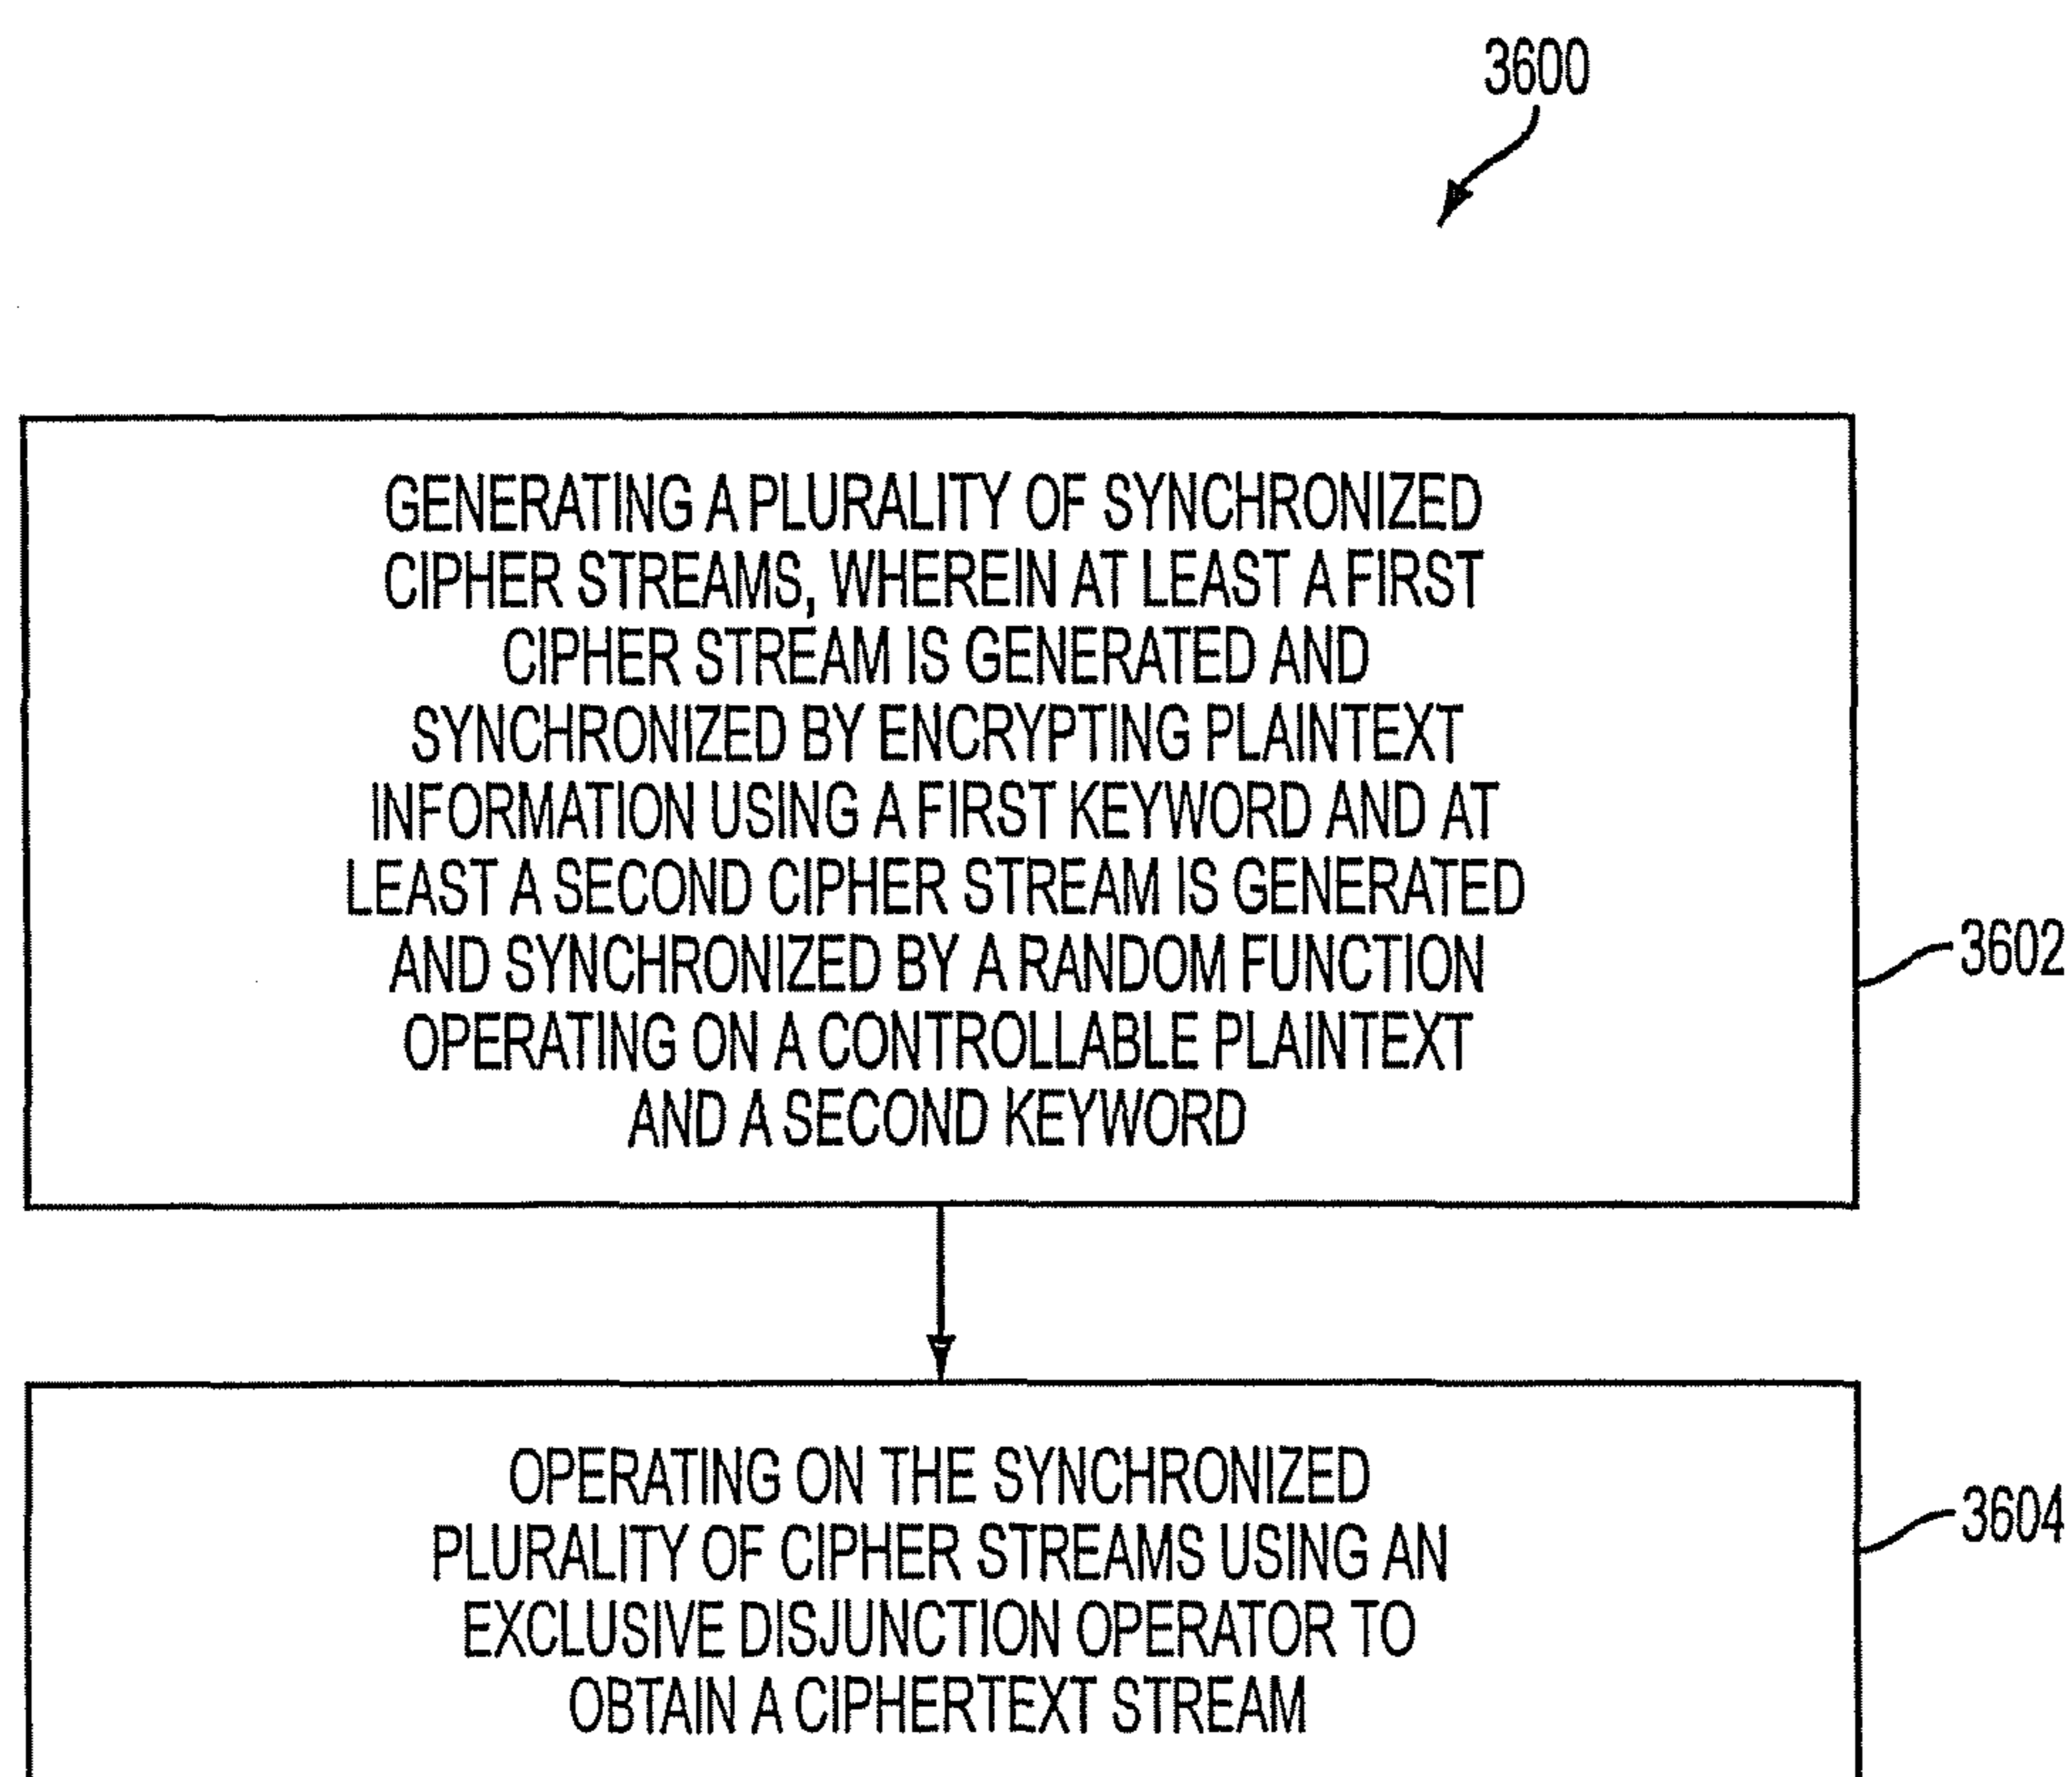 3600
GENERATING A PLURALITY OF SYNCHRONIZED
CIPHER STREAMS, WHEREIN AT LEAST A FIRST
CIPHER STREAM IS GENERATED AND
SYNCHRONIZED BY ENCRYPTING PLAINTEXT
INFORMATION USING A FIRST KEYWORD AND AT
LEAST A SECOND CIPHER STREAM IS GENERATED
AND SYNCHRONIZED BY A RANDOM FUNCTION
OPERATING ON A CONTROLLABLE PLAINTEXT
AND A SECOND KEYWORD
3602
OPERATING ON THE SYNCHRONIZED
PLURALITY OF CIPHER STREAMS USING AN
EXCLUSIVE DISJUNCTION OPERATOR TO
OBTAIN A CIPHERTEXT STREAM
3604